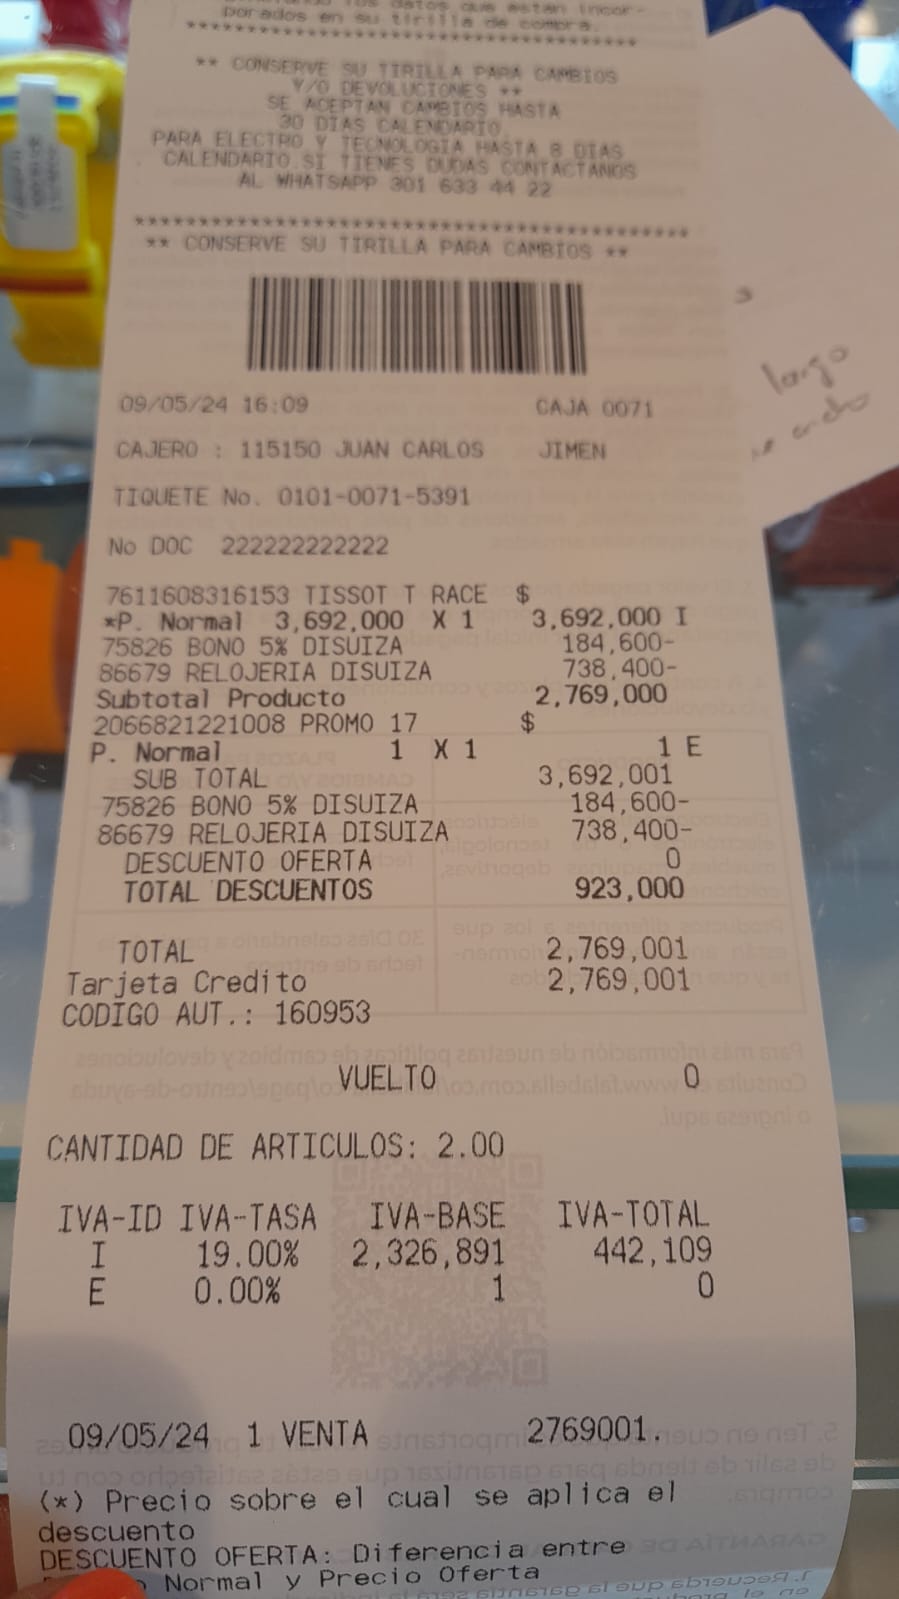 datos que están incor-
porados en su tirilla de compra.
****************************************
** CONSERVE SU TIRILLA PARA CAMBIOS
Y/O DEVOLUCIONES **
SE ACEPTAN CAMBIOS HASTA
30 DIAS CALENDARIO
PARA ELECTRO Y TECNOLOGIA HASTA 8 DIAS
CALENDARIO.SI TIENES DUDAS CONTACTANOS
AL WHATSAPP 301 633 44 22
****************************************
** CONSERVE SU TIRILLA PARA CAMBIOS **
largo
09/05/24 16:09 CAJA 0071
CAJERO : 115150 JUAN CARLOS JIMEN
TIQUETE No. 0101-0071-5391
No DOC 222222222222
7611608316153 TISSOT T RACE $
*P. Normal 3,692,000 X 1 3,692,000 I
75826 BONO 5% DISUIZA 184,600-
86679 RELOJERIA DISUIZA 738,400-
Subtotal Producto 2,769,000
2066821221008 PROMO 17 $
P. Normal 1 X 1 1 E
SUB TOTAL 3,692,001
75826 BONO 5% DISUIZA 184,600-
86679 RELOJERIA DISUIZA 738,400-
DESCUENTO OFERTA 0
TOTAL DESCUENTOS 923,000
TOTAL 2,769,001
Tarjeta Credito 2,769,001
CODIGO AUT.: 160953
VUELTO 0
CANTIDAD DE ARTICULOS: 2.00
IVA-ID IVA-TASA IVA-BASE IVA-TOTAL
I 19.00% 2,326,891 442,109
E 0.00% 1 0
09/05/24 1 VENTA 2769001.
(*) Precio sobre el cual se aplica el
descuento
DESCUENTO OFERTA: Diferencia entre
Normal y Precio Oferta